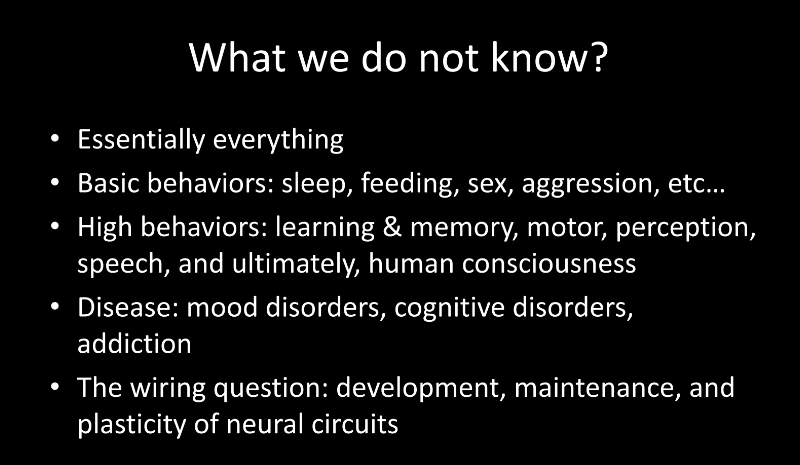 What we do not know?
• Essentially everything
• Basic behaviors: sleep, feeding, sex, aggression, etc…
• High behaviors: learning & memory, motor, perception,
speech, and ultimately, human consciousness
• Disease: mood disorders, cognitive disorders,
addiction
• The wiring question: development, maintenance, and
plasticity of neural circuits